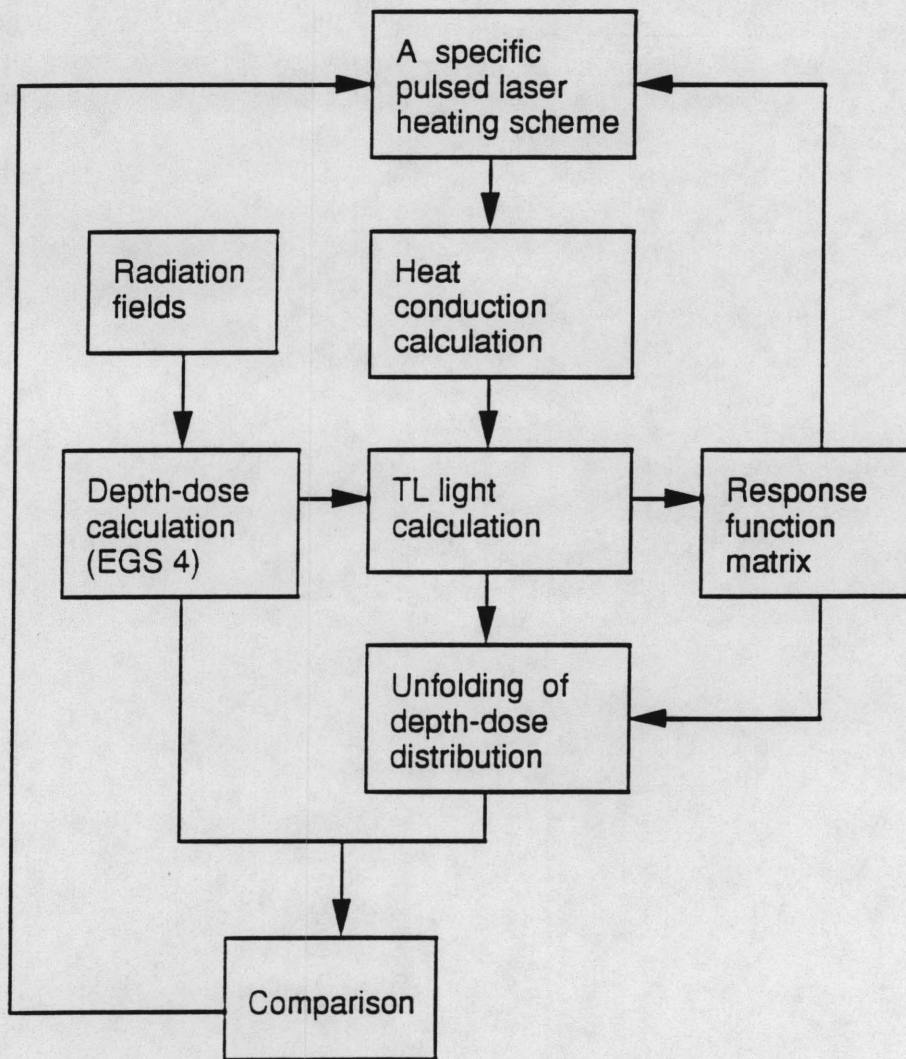 A specific
pulsed laser
heating scheme
Radiation
fields
Heat
conduction
calculation
Depth-dose
calculation
(EGS 4)
TL light
calculation
Response
function
matrix
Unfolding of
depth-dose
distribution
Comparison